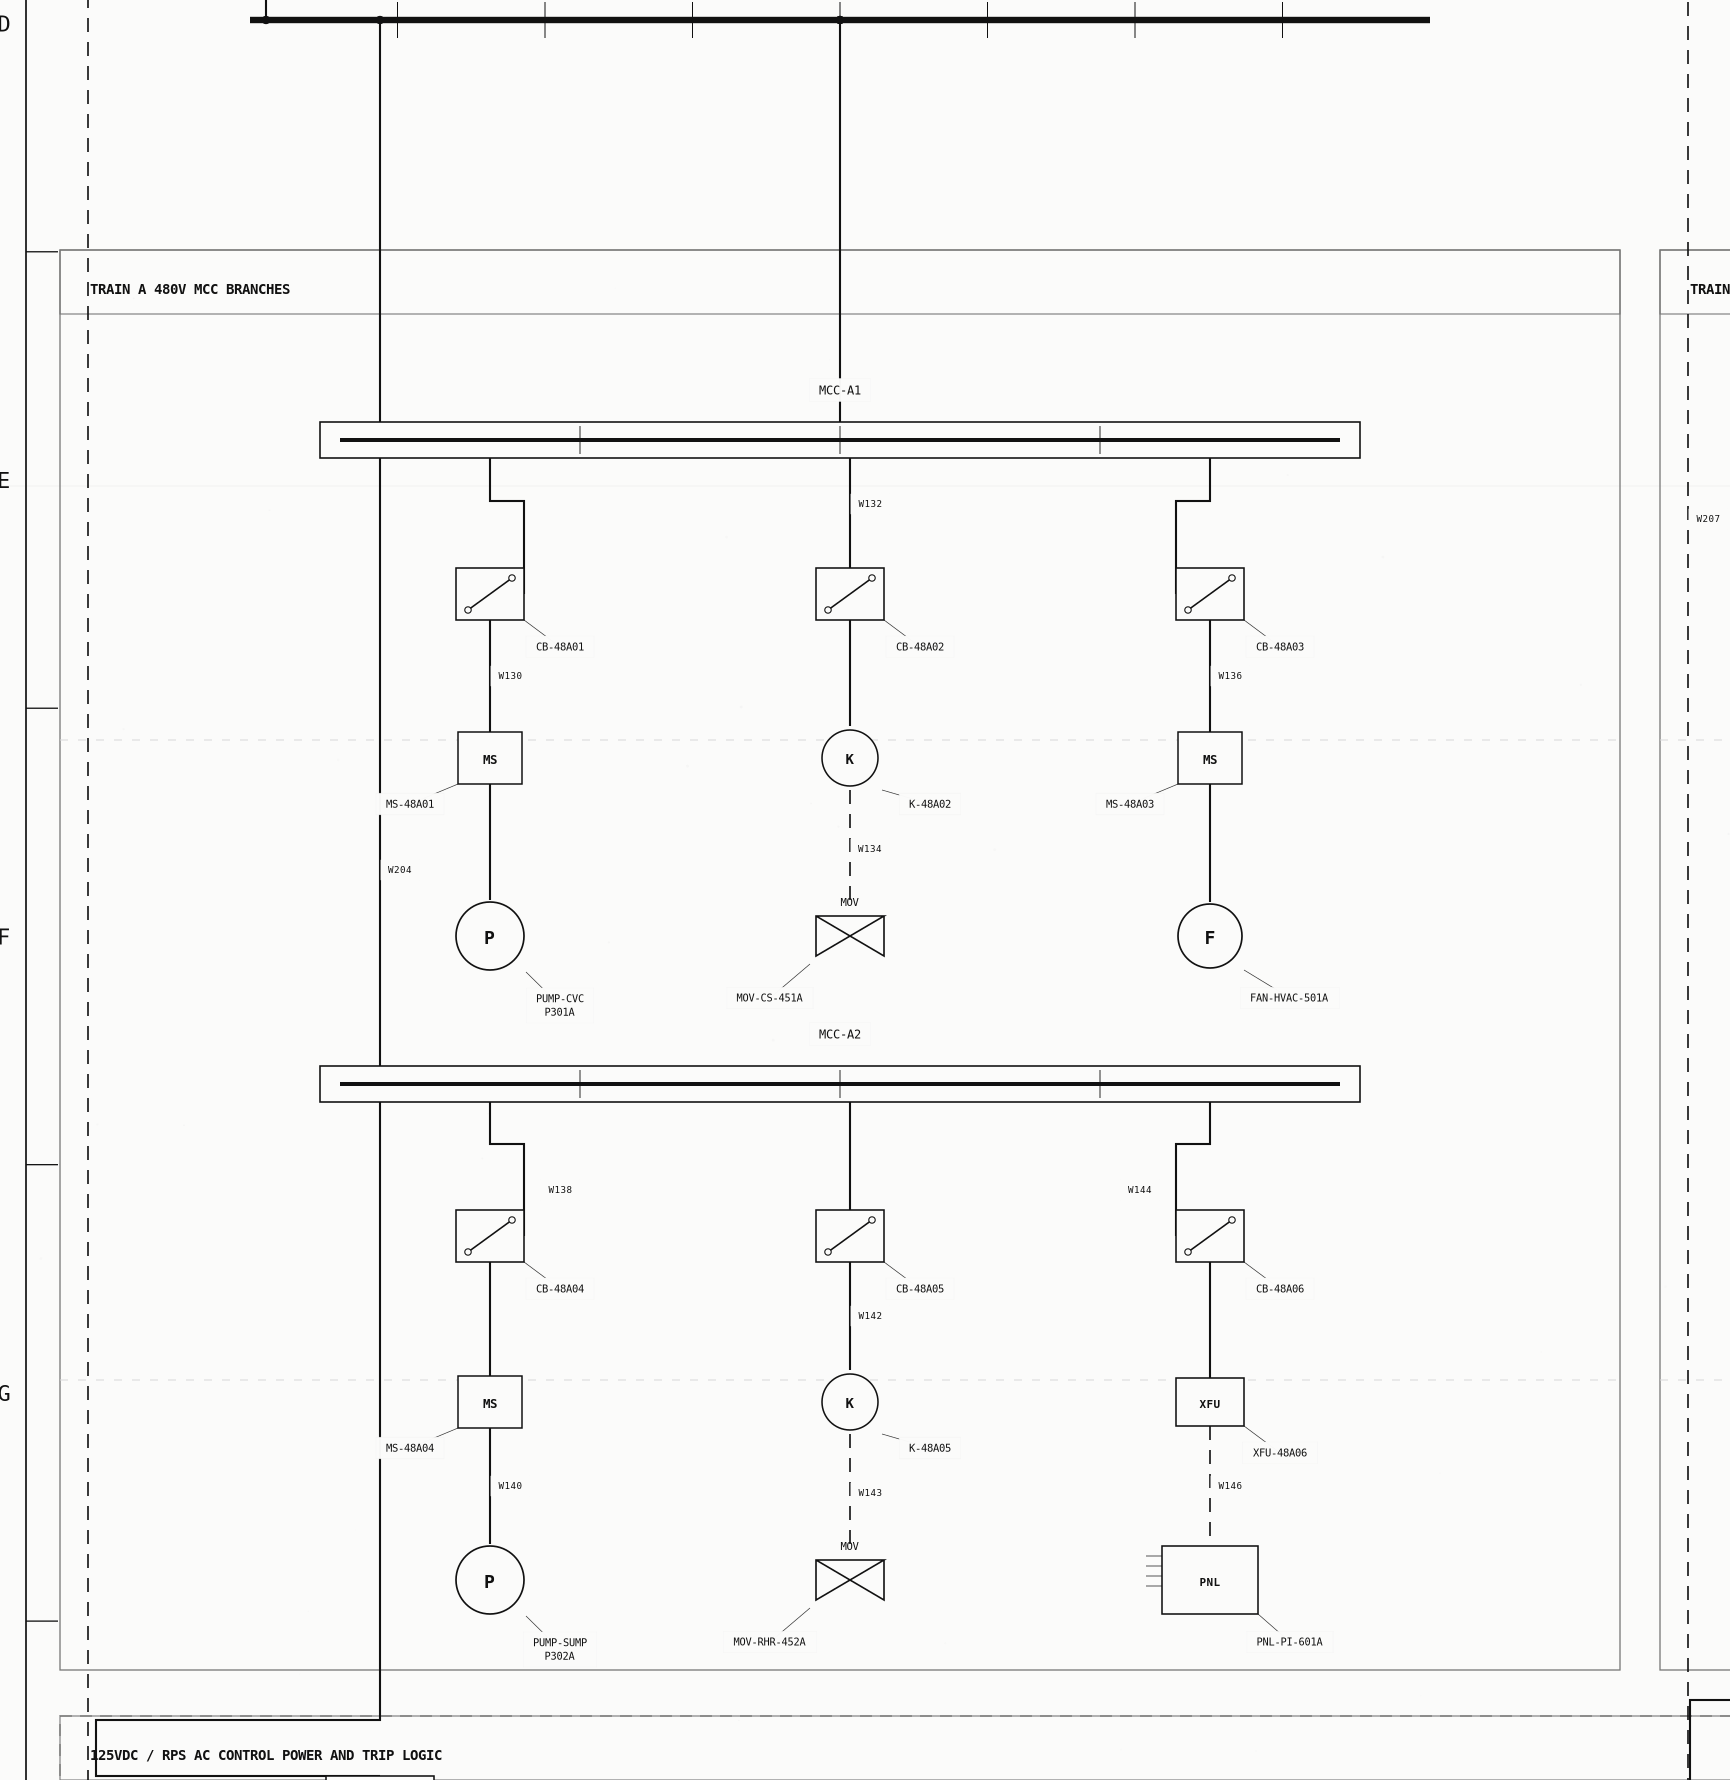 D
TRAIN A 480V MCC BRANCHES
TRAIN
MCC-A1
E
W132
W207
CB-48A01
CB-48A02
CB-48A03
W130
W136
MS
K
MS
MS-48A01
K-48A02
MS-48A03
W134
W204
MOV
F
P
F
PUMP-CVC
P301A
MOV-CS-451A
FAN-HVAC-501A
MCC-A2
W138
W144
CB-48A04
CB-48A05
CB-48A06
W142
G
MS
K
XFU
MS-48A04
K-48A05
XFU-48A06
W140
W143
W146
MOV
P
PNL
PUMP-SUMP
P302A
MOV-RHR-452A
PNL-PI-601A
125VDC / RPS AC CONTROL POWER AND TRIP LOGIC